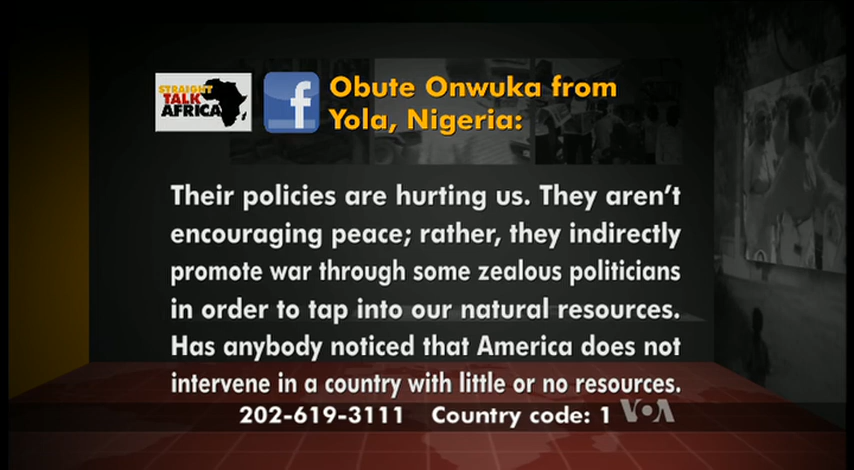 STRAIGHT
TALK
AFRICA
f
Obute Onwuka from
Yola, Nigeria:
Their policies are hurting us. They aren't
encouraging peace; rather, they indirectly
promote war through some zealous politicians
in order to tap into our natural resources.
Has anybody noticed that America does not
intervene in a country with little or no resources.
202-619-3111 Country code: 1 VOA